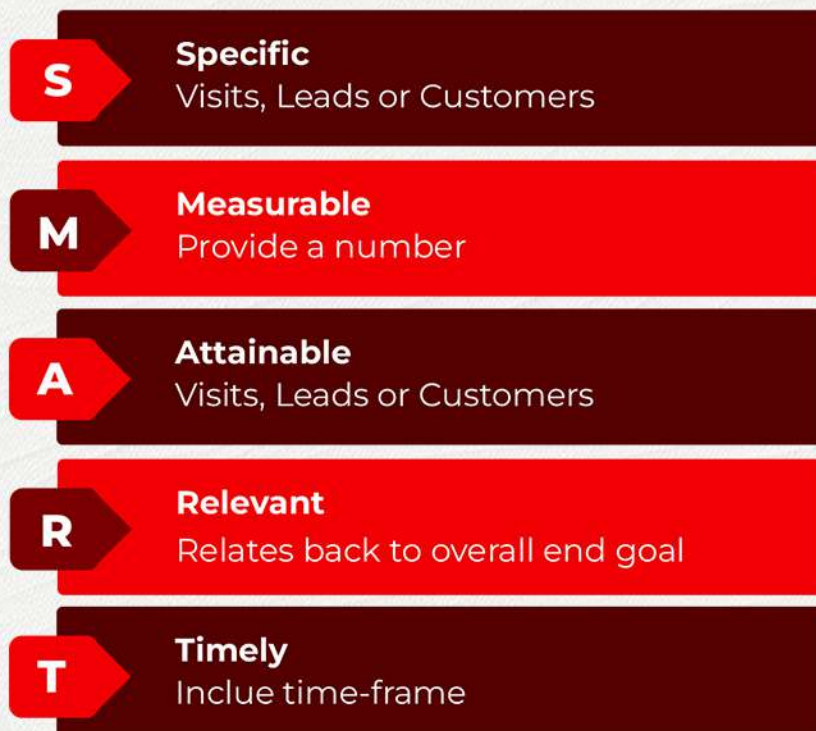 S
Specific
Visits, Leads or Customers
M
Measurable
Provide a number
A
Attainable
Visits, Leads or Customers
R
Relevant
Relates back to overall end goal
T
Timely
Inclue time-frame